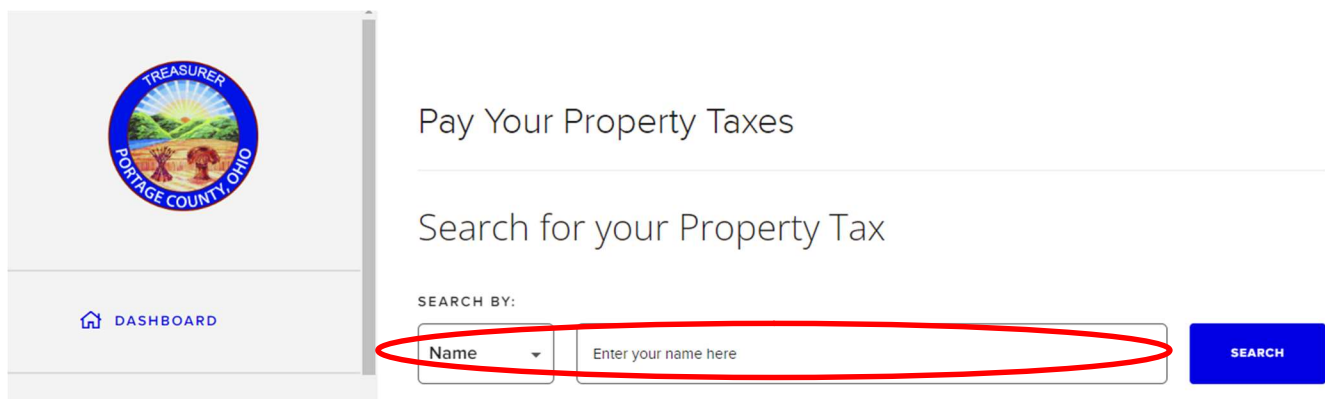 TREASURER
PORTAGE COUNTY, OHIO
DASHBOARD
Pay Your Property Taxes
Search for your Property Tax
SEARCH BY:
Name
Enter your name here
SEARCH